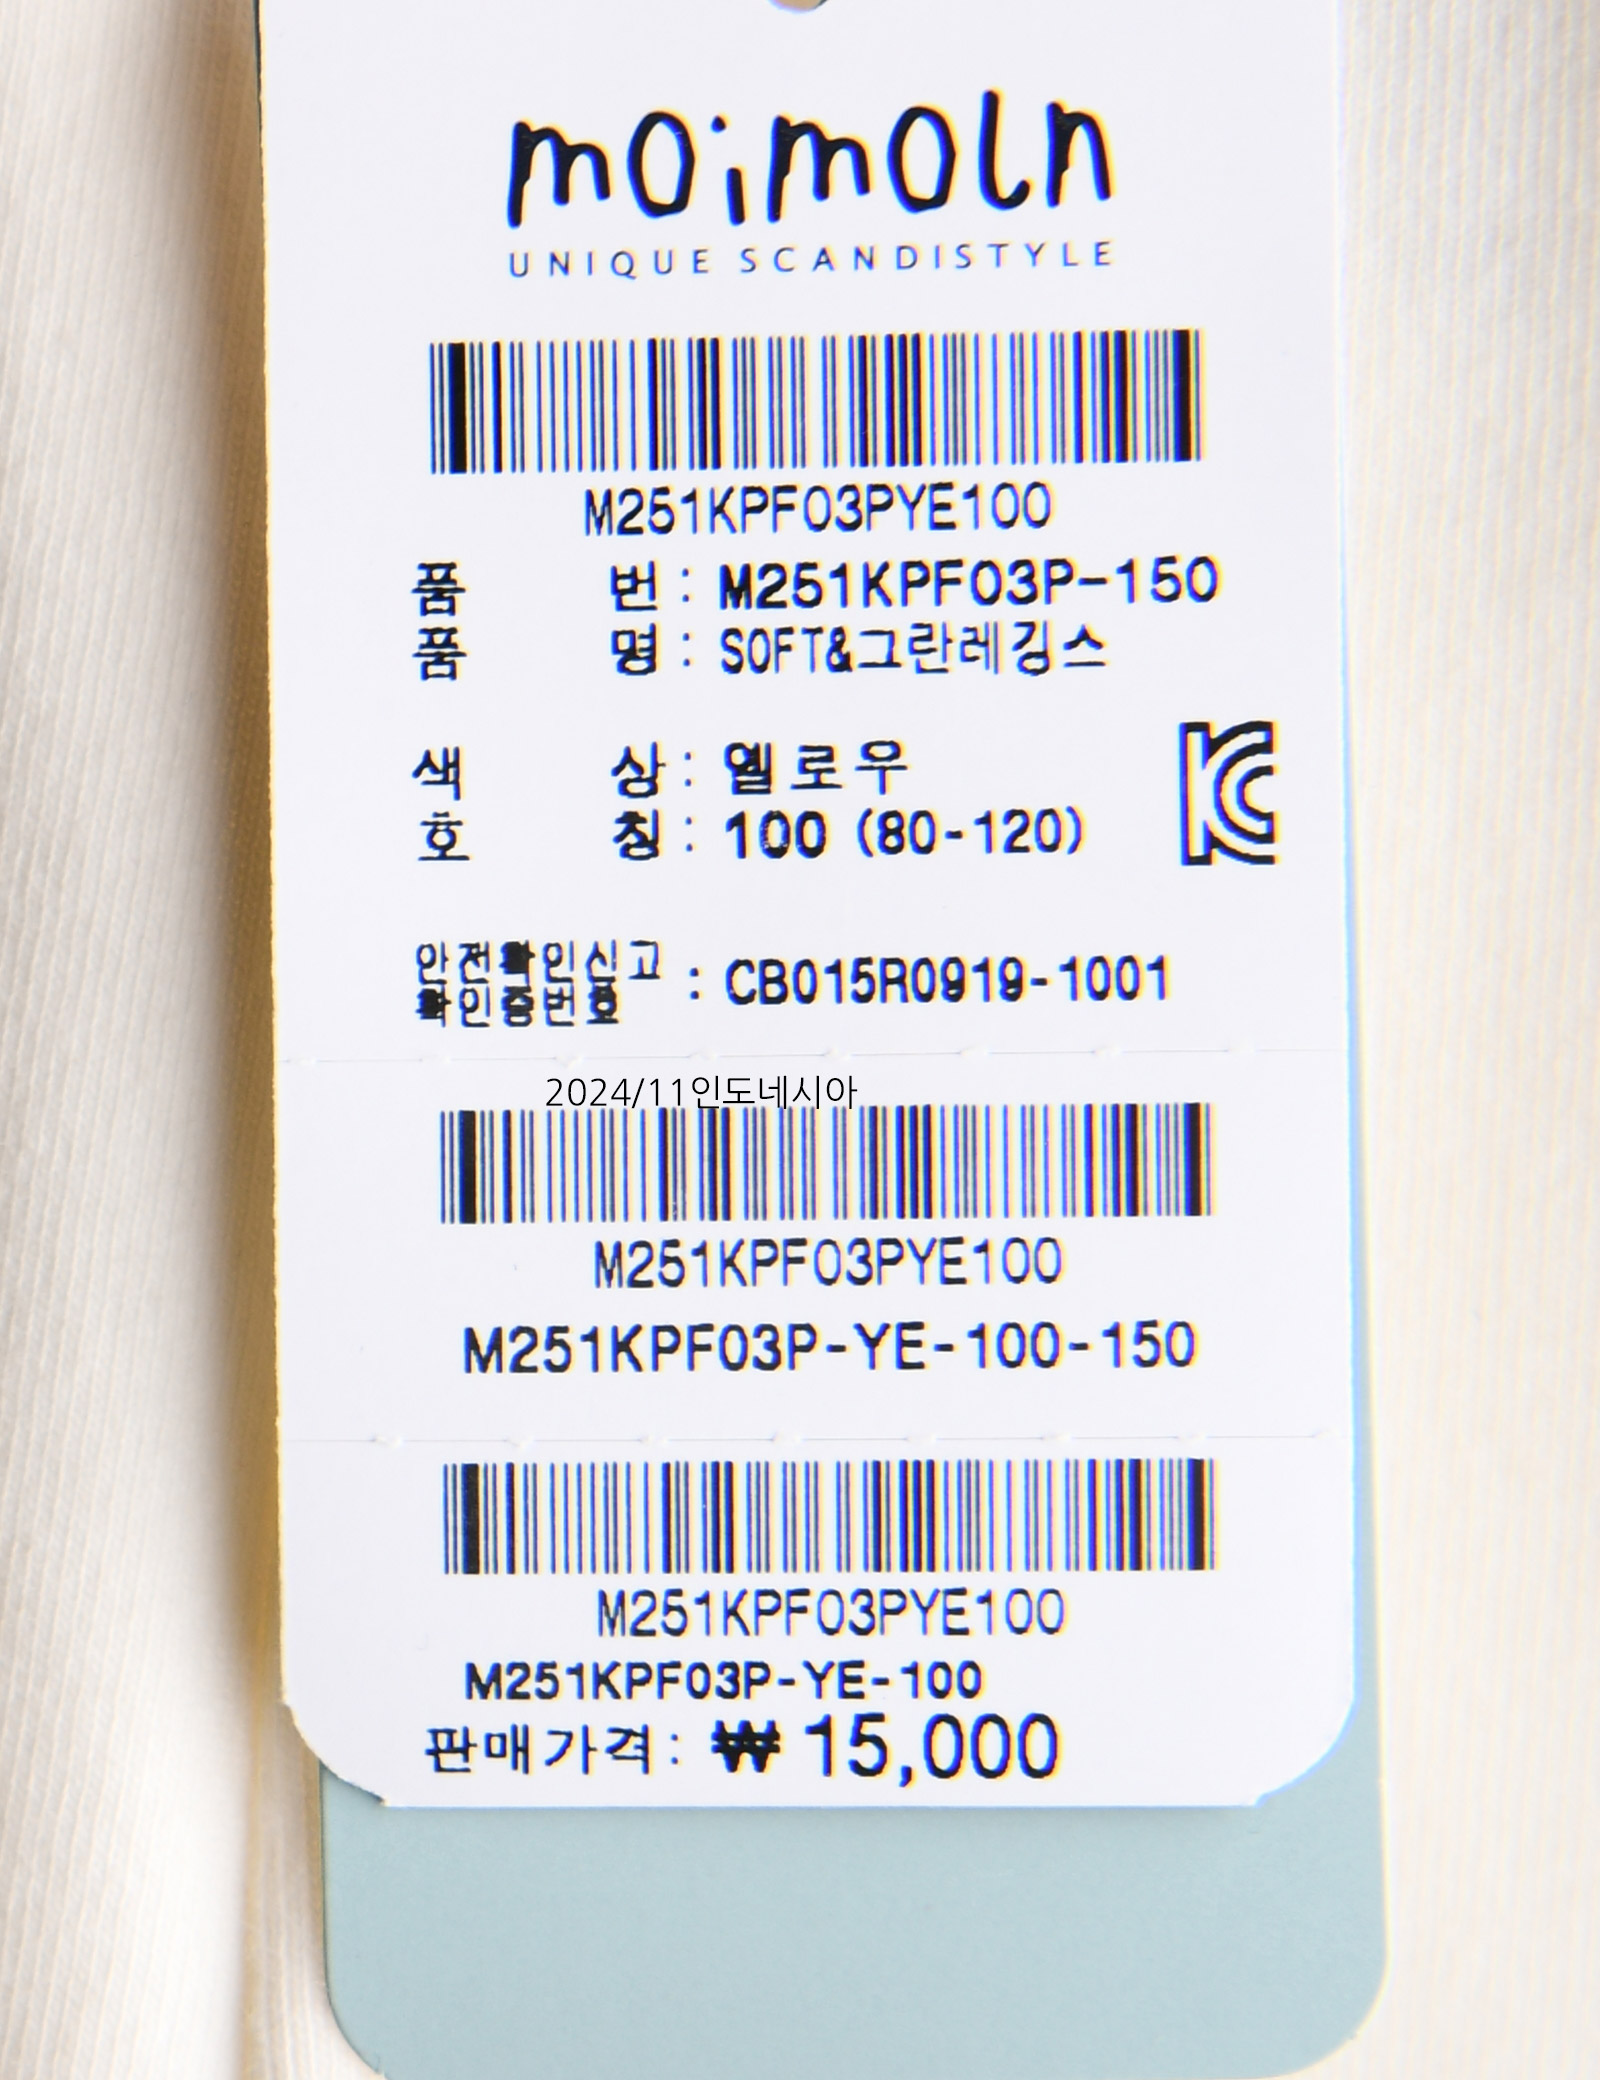 moimoln
UNIQUE SCANDISTYLE
M251KPF03PYE100
품 번 : M251KPF03P-150
품 명 : SOFT&그란레깅스
색 상 : 옐로우
호 칭 : 100 (80-120)
KC
안전확인신고
확인증번호 : CB015R0919-1001
2024/11인도네시아
M251KPF03PYE100
M251KPF03P-YE-100-150
M251KPF03PYE100
M251KPF03P-YE-100
판매가격 : ₩ 15,000